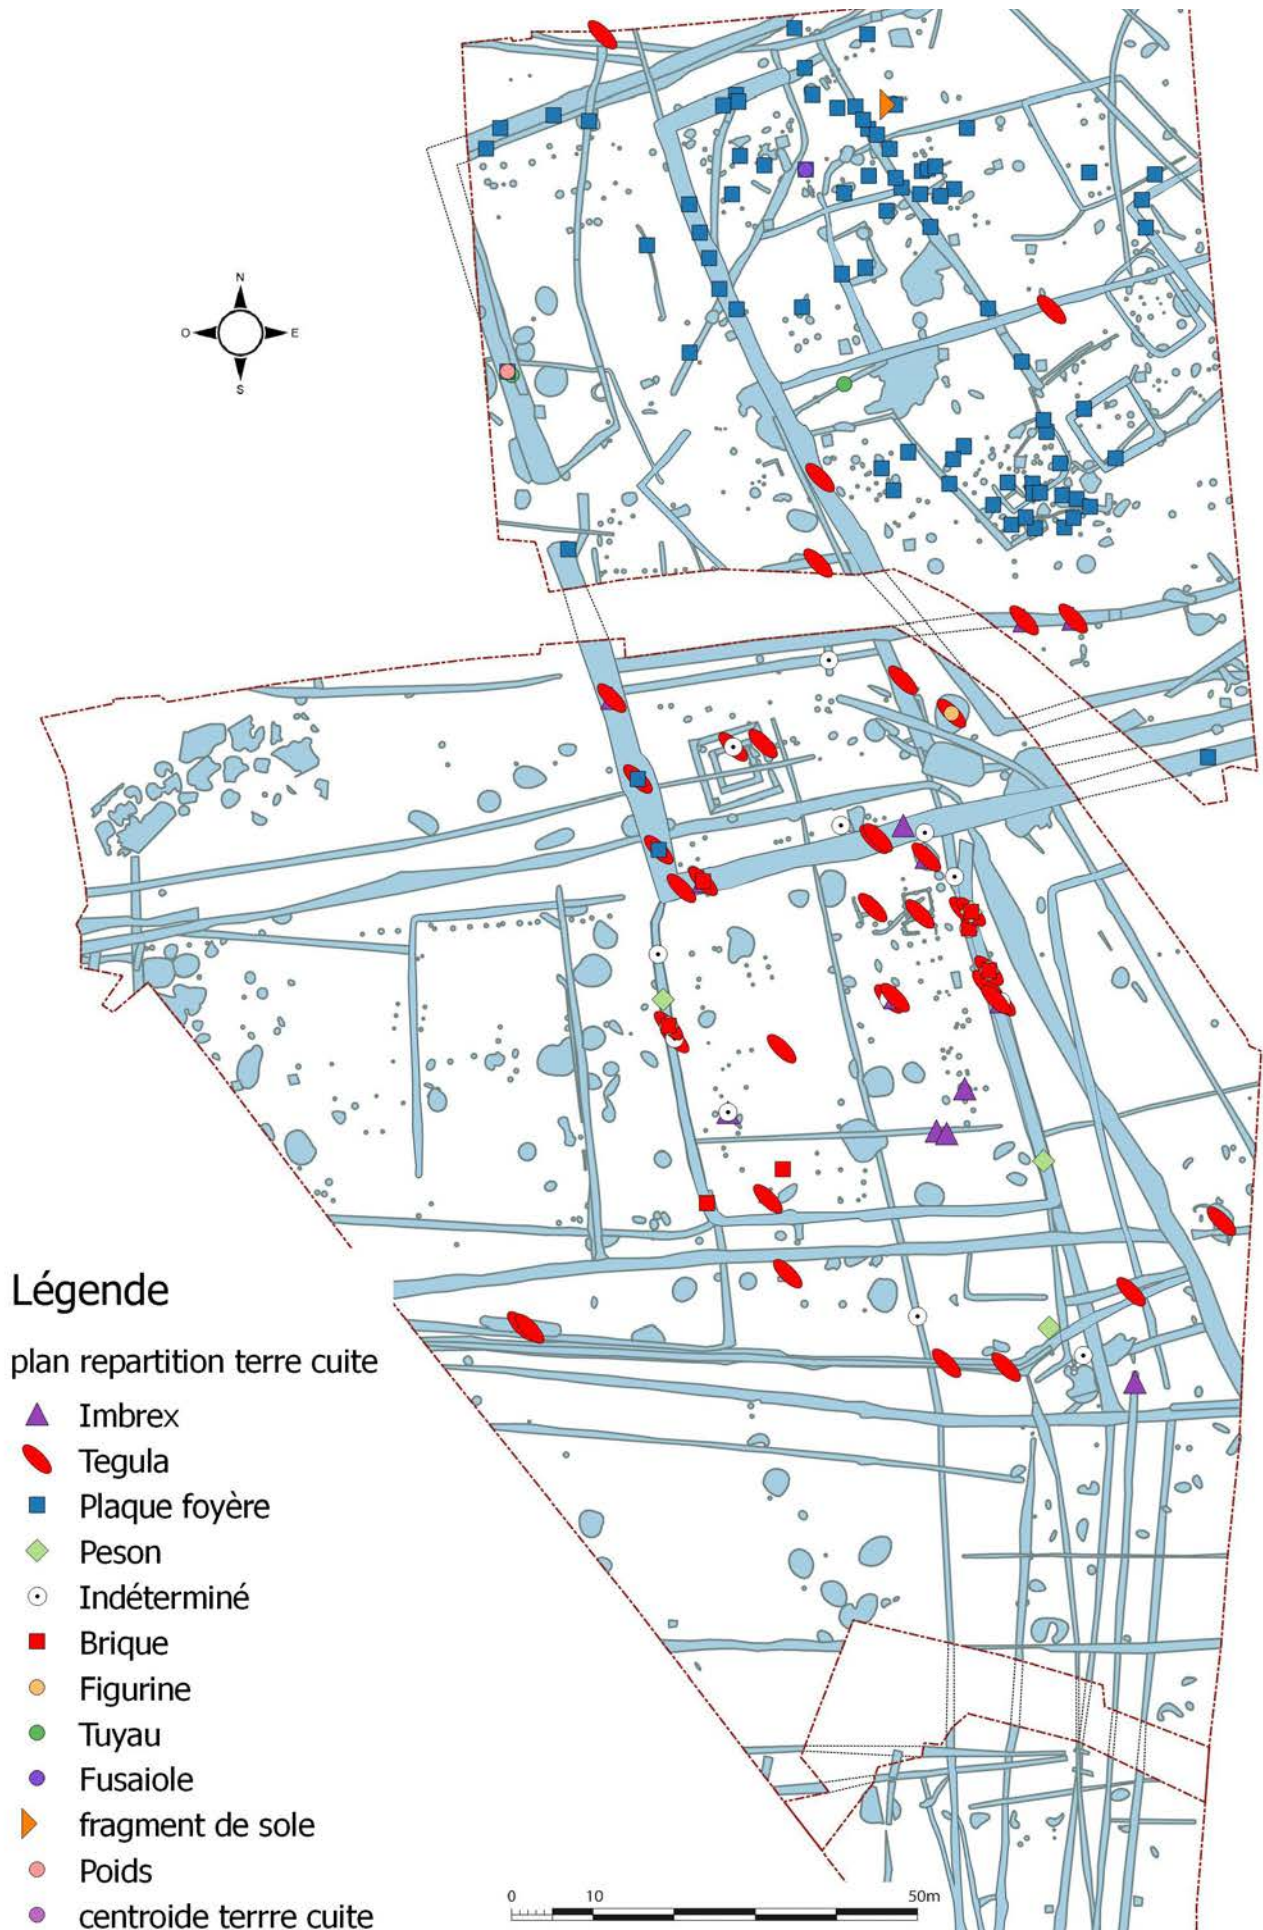 N
O
E
S
Légende
plan repartition terre cuite
Imbrex
Tegula
Plaque foyère
Peson
Indéterminé
Brique
Figurine
Tuyau
Fusaiole
fragment de sole
Poids
centroide terrre cuite
0 10 50m